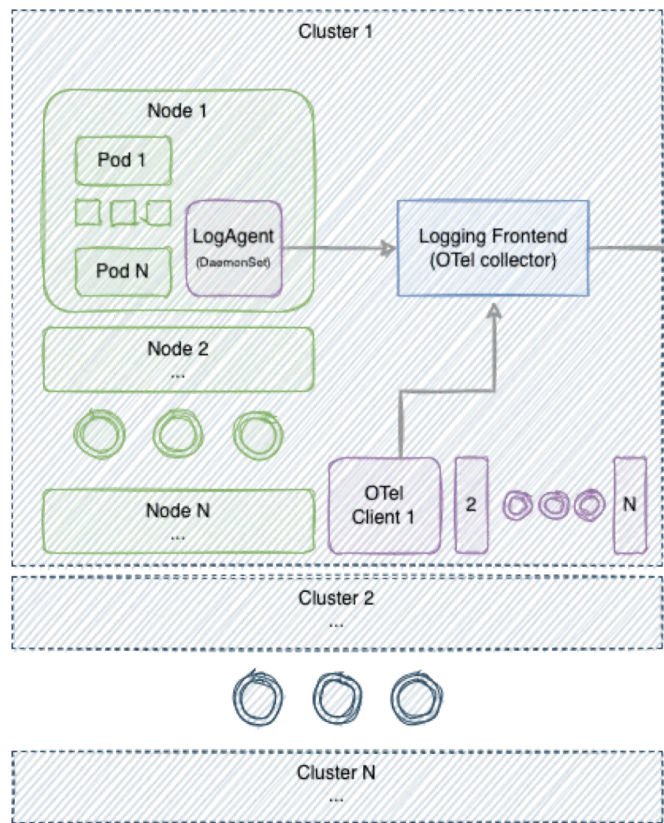 Cluster 1
Node 1
Pod 1
LogAgent
(DaemonSet)
Pod N
Logging Frontend
(OTel collector)
Node 2
...
Node N
...
OTel
Client 1
2
N
Cluster 2
...
Cluster N
...